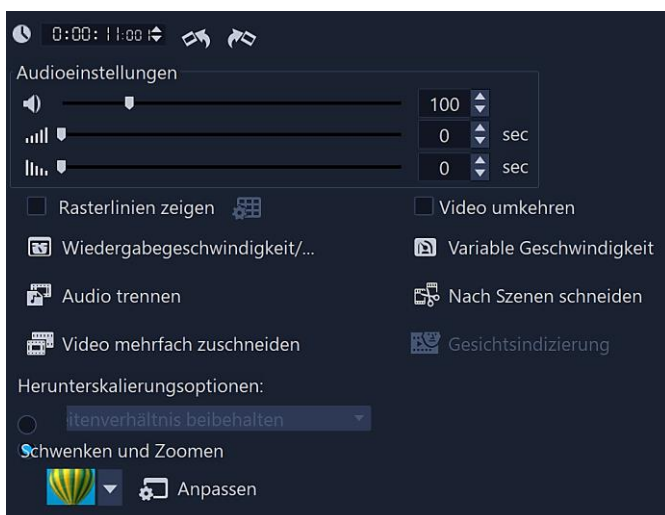 0:00:11:001
Audioeinstellungen
100
0 sec
0 sec
Rasterlinien zeigen Video umkehren
Wiedergabegeschwindigkeit/... Variable Geschwindigkeit
Audio trennen Nach Szenen schneiden
Video mehrfach zuschneiden Gesichtsindizierung
Herunterskalierungsoptionen:
itenverhältnis beibehalten
Schwenken und Zoomen
Anpassen